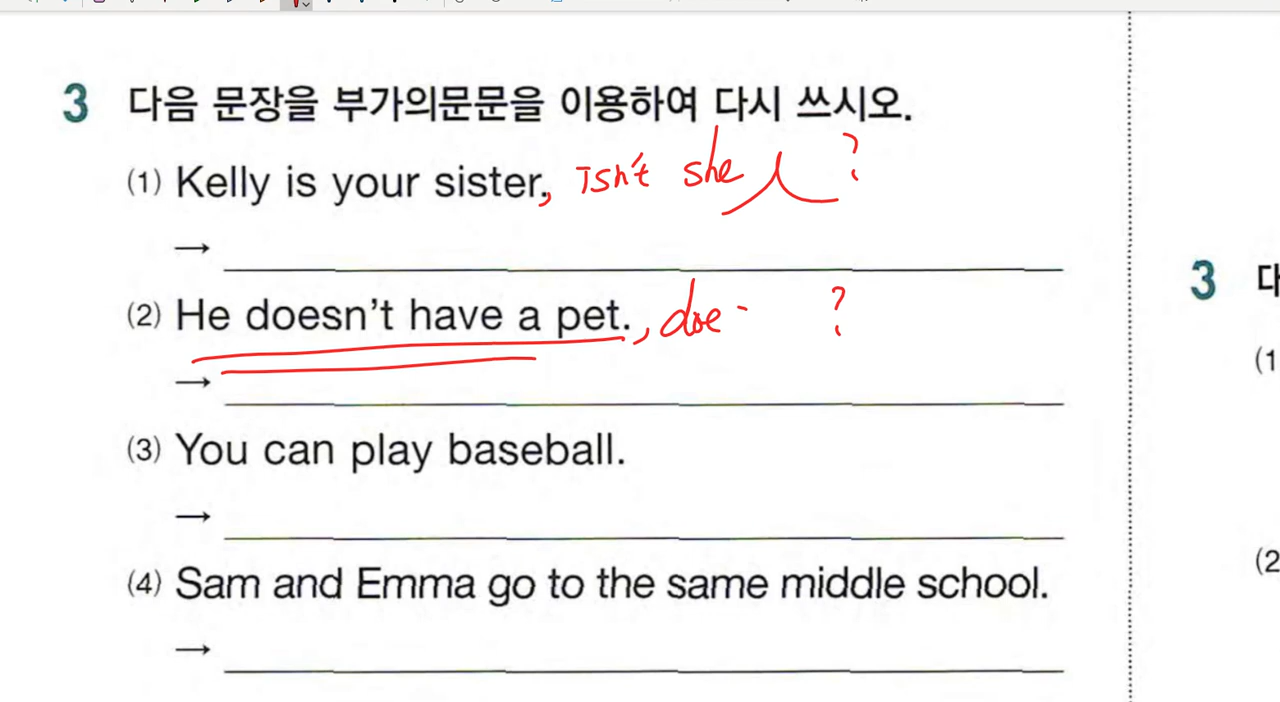 3 다음 문장을 부가의문문을 이용하여 다시 쓰시오.
(1) Kelly is your sister., isn't she ?
→
(2) He doesn't have a pet., doe ?
→
(3) You can play baseball.
→
(4) Sam and Emma go to the same middle school.
→
3
(1
(2